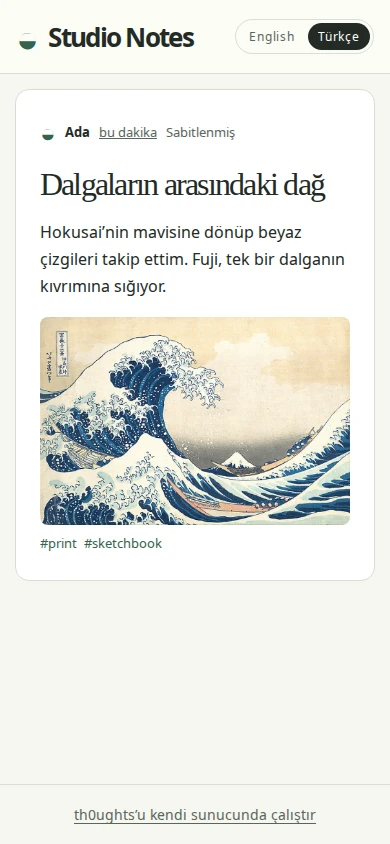 Studio Notes
English Türkçe
Ada bu dakika Sabitlenmiş
Dalgaların arasındaki dağ
Hokusai’nin mavisine dönüp beyaz
çizgileri takip ettim. Fuji, tek bir dalganın
kıvrımına sığıyor.
#print #sketchbook
th0ughts’u kendi sunucunda çalıştır